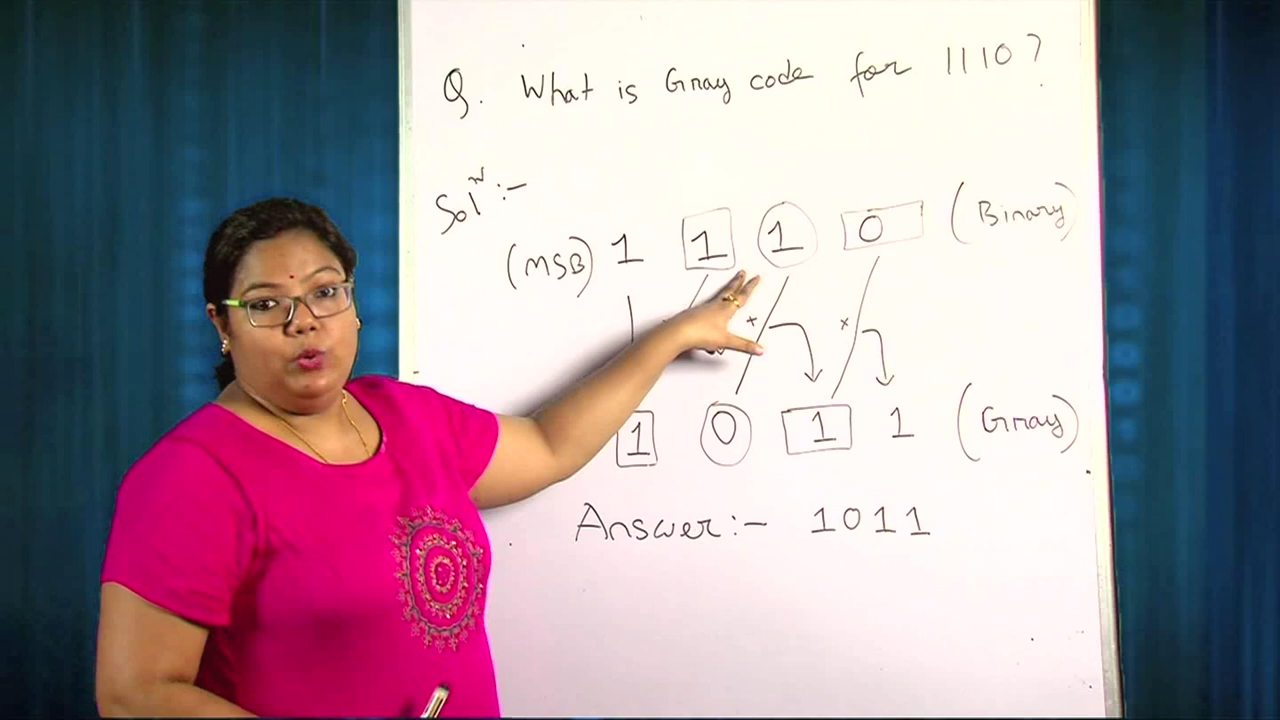 Q. What is Gray code for 1110?
Solⁿ:-
(MSB) 1 1 1 0 (Binary)
1 0 1 1 (Gray)
Answer:- 1011